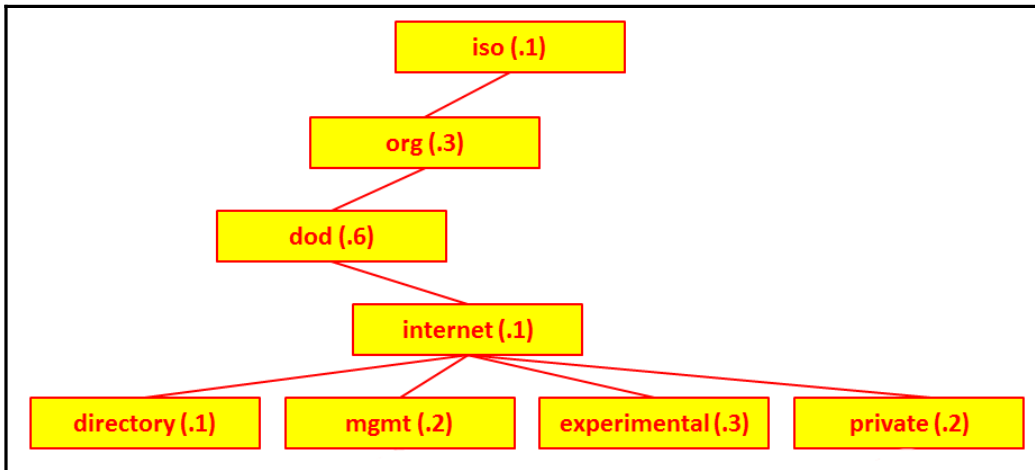 iso (.1)
org (.3)
dod (.6)
internet (.1)
directory (.1)
mgmt (.2)
experimental (.3)
private (.2)